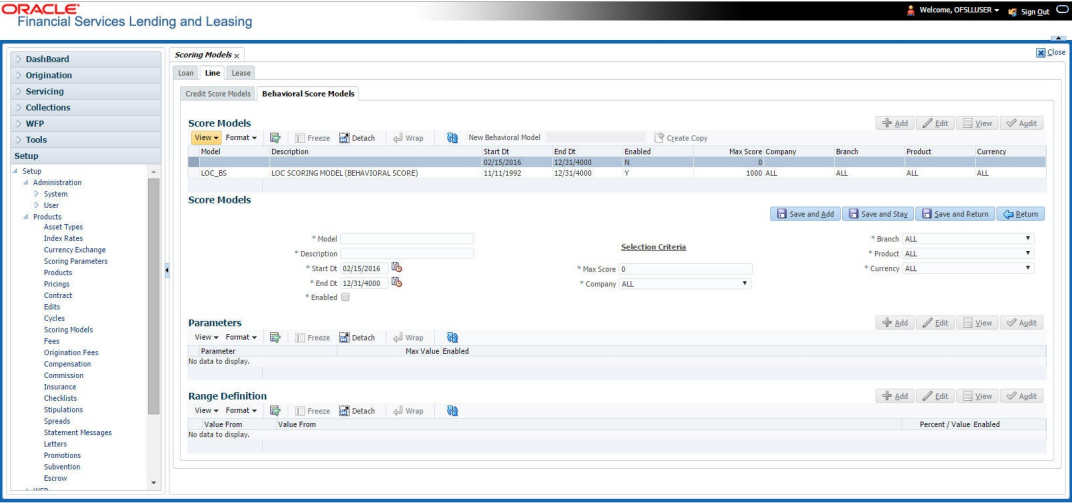 ORACLE®
Financial Services Lending and Leasing
Welcome, OFSLLUSER
Sign Out
Close
DashBoard
Origination
Servicing
Collections
WFP
Tools
Setup
Setup
Administration
System
User
Products
Asset Types
Index Rates
Currency Exchange
Scoring Parameters
Products
Pricings
Contract
Edits
Cycles
Scoring Models
Fees
Origination Fees
Compensation
Commission
Insurance
Checklists
Stipulations
Spreads
Statement Messages
Letters
Promotions
Subvention
Escrow
WFP
Scoring Models x
Loan Line Lease
Credit Score Models Behavioral Score Models
Score Models
Add Edit View Audit
View Format Freeze Detach Wrap New Behavioral Model Create Copy
Model Description Start Dt End Dt Enabled Max Score Company Branch Product Currency
02/15/2016 12/31/4000 N 0
LOC_BS LOC SCORING MODEL (BEHAVIORAL SCORE) 11/11/1992 12/31/4000 Y 1000 ALL ALL ALL ALL
Score Models
Save and Add Save and Stay Save and Return Return
* Model
* Description
* Start Dt 02/15/2016
* End Dt 12/31/4000
* Enabled
Selection Criteria
* Max Score 0
* Company ALL
* Branch ALL
* Product ALL
* Currency ALL
Parameters
Add Edit View Audit
View Format Freeze Detach Wrap
Parameter Max Value Enabled
No data to display.
Range Definition
Add Edit View Audit
View Format Freeze Detach Wrap
Value From Value From Percent / Value Enabled
No data to display.